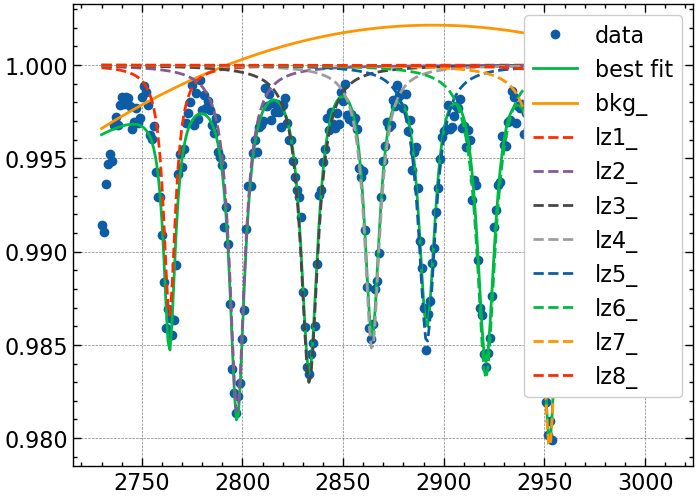 1.000
0.995
0.990
0.985
0.980
2750 2800 2850 2900 2950 3000
data
best fit
bkg_
lz1_
lz2_
lz3_
lz4_
lz5_
lz6_
lz7_
lz8_